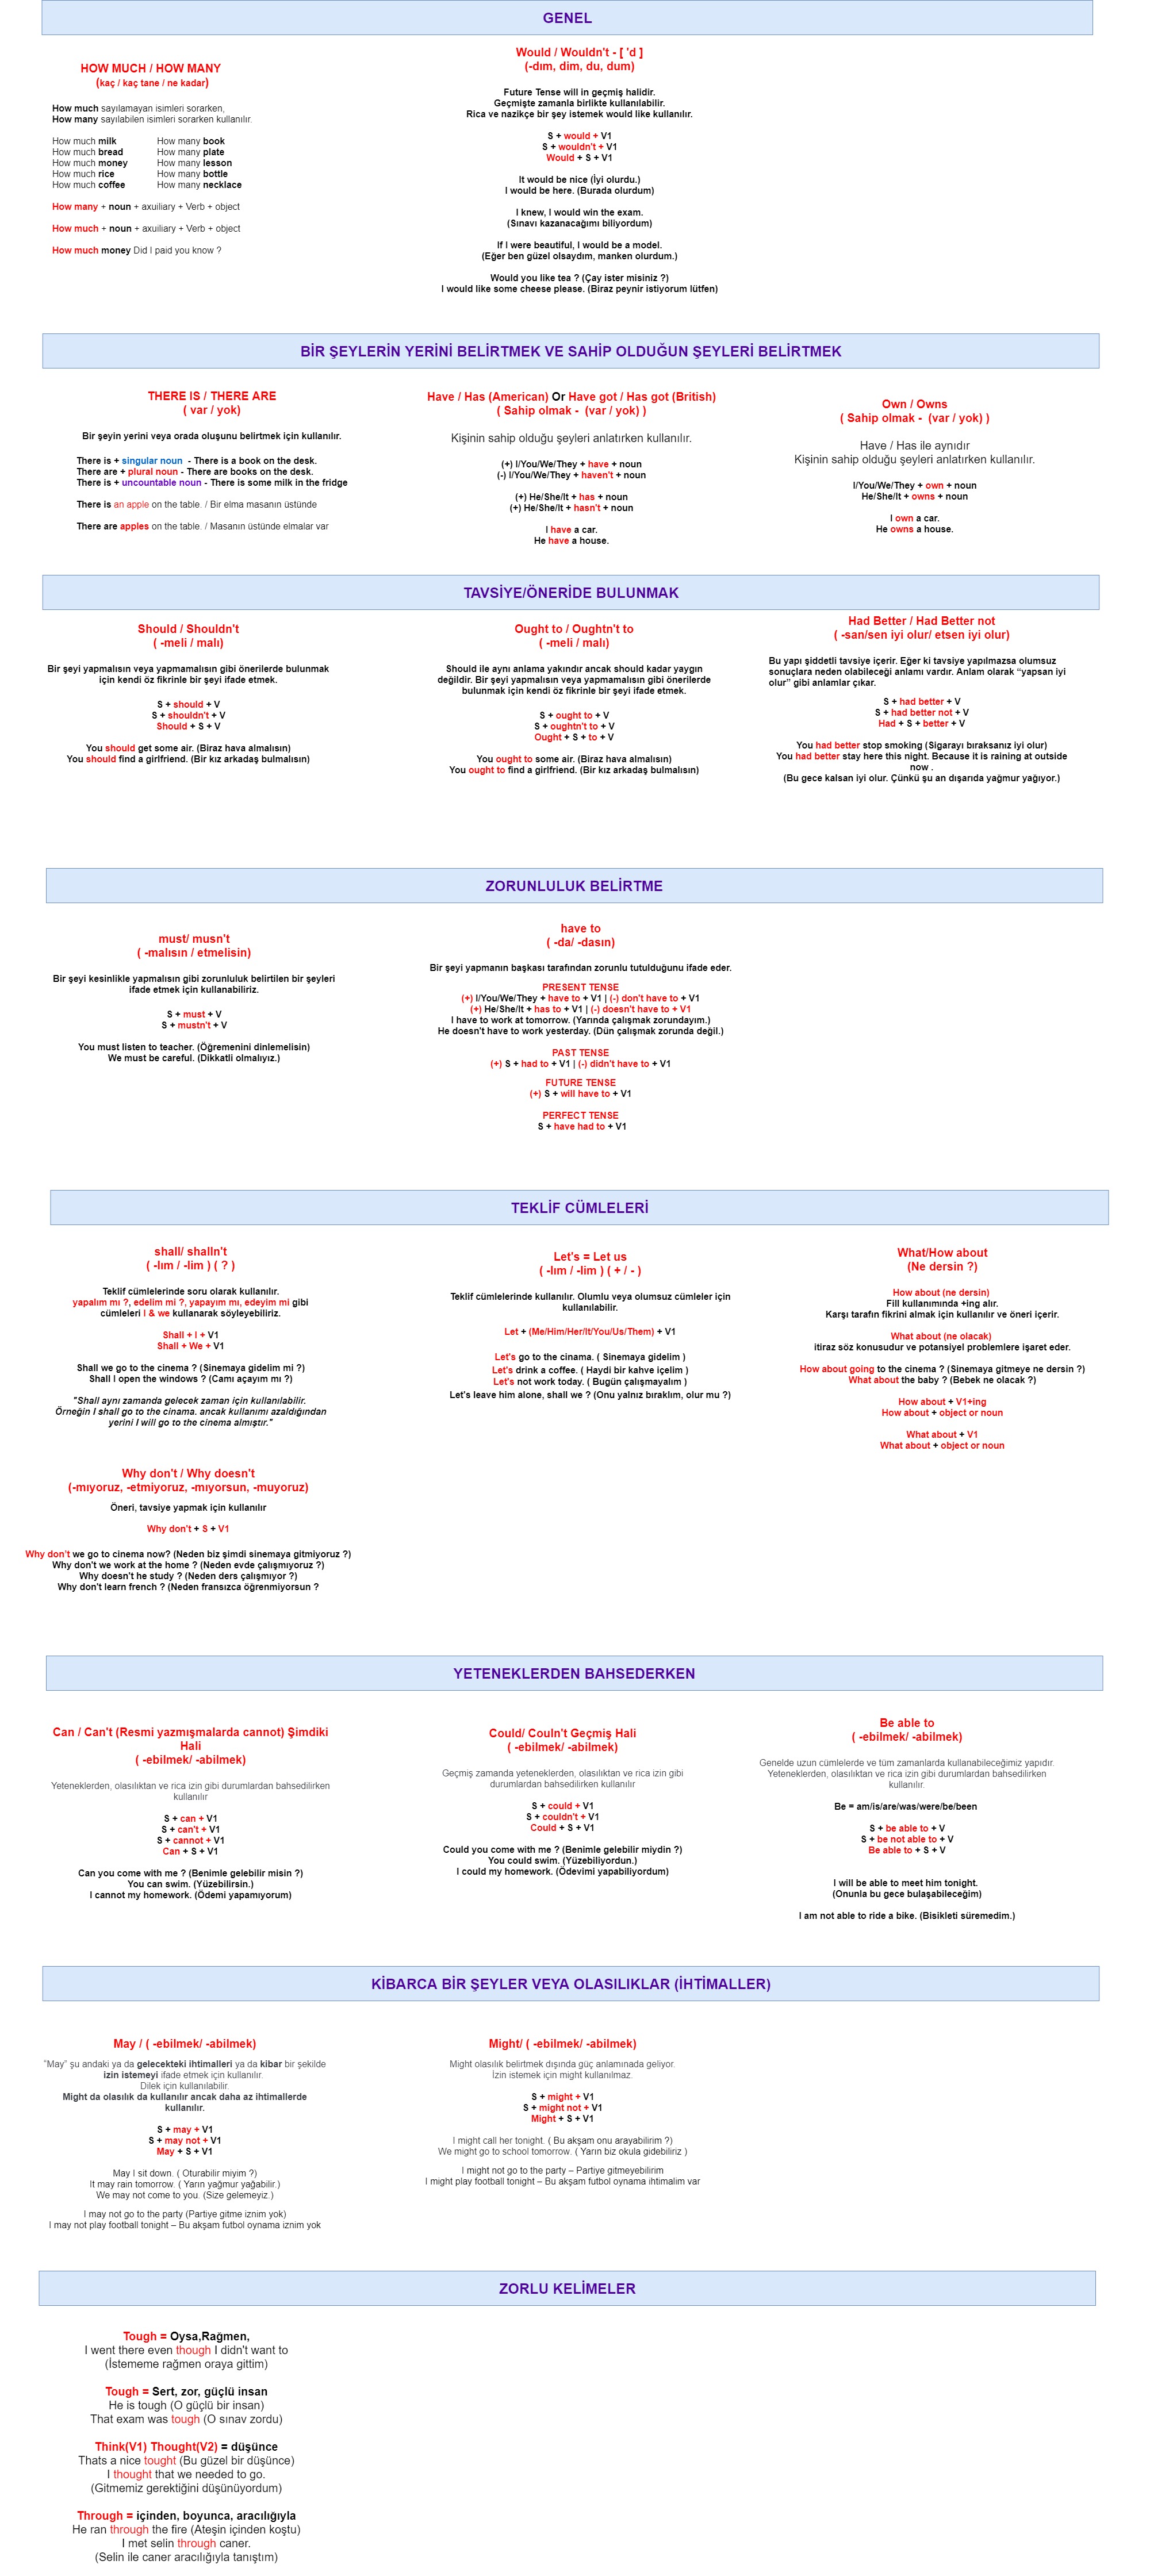 GENEL
HOW MUCH / HOW MANY
(kaç / kaç tane / ne kadar)
How much sayılamayan isimleri sorarken,
How many sayılabilen isimleri sorarken kullanılır.
How much milk How many book
How much bread How many plate
How much money How many lesson
How much rice How many bottle
How much coffee How many necklace
How many + noun + axuiliary + Verb + object
How much + noun + axuiliary + Verb + object
How much money Did I paid you know ?
Would / Wouldn't - [ 'd ]
(-dım, dim, du, dum)
Future Tense will in geçmiş halidir.
Geçmişte zamanla birlikte kullanılabilir.
Rica ve nazikçe bir şey istemek would like kullanılır.
S + would + V1
S + wouldn't + V1
Would + S + V1
It would be nice (İyi olurdu.)
I would be here. (Burada olurdum)
I knew, I would win the exam.
(Sınavı kazanacağımı biliyordum)
If I were beautiful, I would be a model.
(Eğer ben güzel olsaydım, manken olurdum.)
Would you like tea ? (Çay ister misiniz ?)
I would like some cheese please. (Biraz peynir istiyorum lütfen)
BİR ŞEYLERİN YERİNİ BELİRTMEK VE SAHİP OLDUĞUN ŞEYLERİ BELİRTMEK
THERE IS / THERE ARE
( var / yok)
Bir şeyin yerini veya orada oluşunu belirtmek için kullanılır.
There is + singular noun - There is a book on the desk.
There are + plural noun - There are books on the desk.
There is + uncountable noun - There is some milk in the fridge
There is an apple on the table. / Bir elma masanın üstünde
There are apples on the table. / Masanın üstünde elmalar var
Have / Has (American) Or Have got / Has got (British)
( Sahip olmak - (var / yok) )
Kişinin sahip olduğu şeyleri anlatırken kullanılır.
(+) I/You/We/They + have + noun
(-) I/You/We/They + haven't + noun
(+) He/She/It + has + noun
(+) He/She/It + hasn't + noun
I have a car.
He have a house.
Own / Owns
( Sahip olmak - (var / yok) )
Have / Has ile aynıdır
Kişinin sahip olduğu şeyleri anlatırken kullanılır.
I/You/We/They + own + noun
He/She/It + owns + noun
I own a car.
He owns a house.
TAVSİYE/ÖNERİDE BULUNMAK
Should / Shouldn't
( -meli / malı)
Bir şeyi yapmalısın veya yapmamalısın gibi önerilerde bulunmak
için kendi öz fikrinle bir şeyi ifade etmek.
S + should + V
S + shouldn't + V
Should + S + V
You should get some air. (Biraz hava almalısın)
You should find a girlfriend. (Bir kız arkadaş bulmalısın)
Ought to / Oughtn't to
( -meli / malı)
Should ile aynı anlama yakındır ancak should kadar yaygın
değildir. Bir şeyi yapmalısın veya yapmamalısın gibi önerilerde
bulunmak için kendi öz fikrinle bir şeyi ifade etmek.
S + ought to + V
S + oughtn't to + V
Ought + S + to + V
You ought to some air. (Biraz hava almalısın)
You ought to find a girlfriend. (Bir kız arkadaş bulmalısın)
Had Better / Had Better not
( -san/sen iyi olur/ etsen iyi olur)
Bu yapı şiddetli tavsiye içerir. Eğer ki tavsiye yapılmazsa olumsuz
sonuçlara neden olabileceği anlamı vardır. Anlam olarak “yapsan iyi
olur” gibi anlamlar çıkar.
S + had better + V
S + had better not + V
Had + S + better + V
You had better stop smoking (Sigarayı bıraksanız iyi olur)
You had better stay here this night. Because it is raining at outside
now .
(Bu gece kalsan iyi olur. Çünkü şu an dışarıda yağmur yağıyor.)
ZORUNLULUK BELİRTME
must/ musn't
( -malısın / etmelisin)
Bir şeyi kesinlikle yapmalısın gibi zorunluluk belirtilen bir şeyleri
ifade etmek için kullanabiliriz.
S + must + V
S + mustn't + V
You must listen to teacher. (Öğremenini dinlemelisin)
We must be careful. (Dikkatli olmalıyız.)
have to
( -da/ -dasın)
Bir şeyi yapmanın başkası tarafından zorunlu tutulduğunu ifade eder.
PRESENT TENSE
(+) I/You/We/They + have to + V1 | (-) don't have to + V1
(+) He/She/It + has to + V1 | (-) doesn't have to + V1
I have to work at tomorrow. (Yarında çalışmak zorundayım.)
He doesn't have to work yesterday. (Dün çalışmak zorunda değil.)
PAST TENSE
(+) S + had to + V1 | (-) didn't have to + V1
FUTURE TENSE
(+) S + will have to + V1
PERFECT TENSE
S + have had to + V1
TEKLİF CÜMLELERİ
shall/ shalln't
( -lım / -lim ) ( ? )
Teklif cümlelerinde soru olarak kullanılır.
yapalım mı ?, edelim mi ?, yapayım mı, edeyim mi gibi
cümleleri I & we kullanarak söyleyebiliriz.
Shall + I + V1
Shall + We + V1
Shall we go to the cinema ? (Sinemaya gidelim mi ?)
Shall I open the windows ? (Camı açayım mı ?)
"Shall aynı zamanda gelecek zaman için kullanılabilir.
Örneğin I shall go to the cinama. ancak kullanımı azaldığından
yerini I will go to the cinema almıştır."
Let's = Let us
( -lım / -lim ) ( + / - )
Teklif cümlelerinde kullanılır. Olumlu veya olumsuz cümleler için
kullanılabilir.
Let + (Me/Him/Her/It/You/Us/Them) + V1
Let's go to the cinama. ( Sinemaya gidelim )
Let's drink a coffee. ( Haydi bir kahve içelim )
Let's not work today. ( Bugün çalışmayalım )
Let's leave him alone, shall we ? (Onu yalnız bıraklım, olur mu ?)
What/How about
(Ne dersin ?)
How about (ne dersin)
Fill kullanımında +ing alır.
Karşı tarafın fikrini almak için kullanılır ve öneri içerir.
What about (ne olacak)
itiraz söz konusudur ve potansiyel problemlere işaret eder.
How about going to the cinema ? (Sinemaya gitmeye ne dersin ?)
What about the baby ? (Bebek ne olacak ?)
How about + V1+ing
How about + object or noun
What about + V1
What about + object or noun
Why don't / Why doesn't
(-mıyoruz, -etmiyoruz, -mıyorsun, -muyoruz)
Öneri, tavsiye yapmak için kullanılır
Why don't + S + V1
Why don't we go to cinema now? (Neden biz şimdi sinemaya gitmiyoruz ?)
Why don't we work at the home ? (Neden evde çalışmıyoruz ?)
Why doesn't he study ? (Neden ders çalışmıyor ?)
Why don't learn french ? (Neden fransızca öğrenmiyorsun ?
YETENEKLERDEN BAHSEDERKEN
Can / Can't (Resmi yazmışmalarda cannot) Şimdiki
Hali
( -ebilmek/ -abilmek)
Yeteneklerden, olasılıktan ve rica izin gibi durumlardan bahsedilirken
kullanılır
S + can + V1
S + can't + V1
S + cannot + V1
Can + S + V1
Can you come with me ? (Benimle gelebilir misin ?)
You can swim. (Yüzebilirsin.)
I cannot my homework. (Ödemi yapamıyorum)
Could/ Couln't Geçmiş Hali
( -ebilmek/ -abilmek)
Geçmiş zamanda yeteneklerden, olasılıktan ve rica izin gibi
durumlardan bahsedilirken kullanılır
S + could + V1
S + couldn't + V1
Could + S + V1
Could you come with me ? (Benimle gelebilir miydin ?)
You could swim. (Yüzebiliyordun.)
I could my homework. (Ödevimi yapabiliyordum)
Be able to
( -ebilmek/ -abilmek)
Genelde uzun cümlelerde ve tüm zamanlarda kullanabileceğimiz yapıdır.
Yeteneklerden, olasılıktan ve rica izin gibi durumlardan bahsedilirken
kullanılır.
Be = am/is/are/was/were/be/been
S + be able to + V
S + be not able to + V
Be able to + S + V
I will be able to meet him tonight.
(Onunla bu gece bulaşabileceğim)
I am not able to ride a bike. (Bisikleti süremedim.)
KİBARCA BİR ŞEYLER VEYA OLASILIKLAR (İHTİMALLER)
May / ( -ebilmek/ -abilmek)
“May” şu andaki ya da gelecekteki ihtimalleri ya da kibar bir şekilde
izin istemeyi ifade etmek için kullanılır.
Dilek için kullanılabilir.
Might da olasılık da kullanılır ancak daha az ihtimallerde
kullanılır.
S + may + V1
S + may not + V1
May + S + V1
May I sit down. ( Oturabilir miyim ?)
It may rain tomorrow. ( Yarın yağmur yağabilir.)
We may not come to you. (Size gelemeyiz.)
I may not go to the party (Partiye gitme iznim yok)
I may not play football tonight – Bu akşam futbol oynama iznim yok
Might/ ( -ebilmek/ -abilmek)
Might olasılık belirtmek dışında güç anlamınada geliyor.
İzin istemek için might kullanılmaz.
S + might + V1
S + might not + V1
Might + S + V1
I might call her tonight. ( Bu akşam onu arayabilirim ?)
We might go to school tomorrow. ( Yarın biz okula gidebiliriz )
I might not go to the party – Partiye gitmeyebilirim
I might play football tonight – Bu akşam futbol oynama ihtimalim var
ZORLU KELİMELER
Tough = Oysa,Rağmen,
I went there even though I didn't want to
(İstememe rağmen oraya gittim)
Tough = Sert, zor, güçlü insan
He is tough (O güçlü bir insan)
That exam was tough (O sınav zordu)
Think(V1) Thought(V2) = düşünce
Thats a nice tought (Bu güzel bir düşünce)
I thought that we needed to go.
(Gitmemiz gerektiğini düşünüyordum)
Through = içinden, boyunca, aracılığıyla
He ran through the fire (Ateşin içinden koştu)
I met selin through caner.
(Selin ile caner aracılığıyla tanıştım)